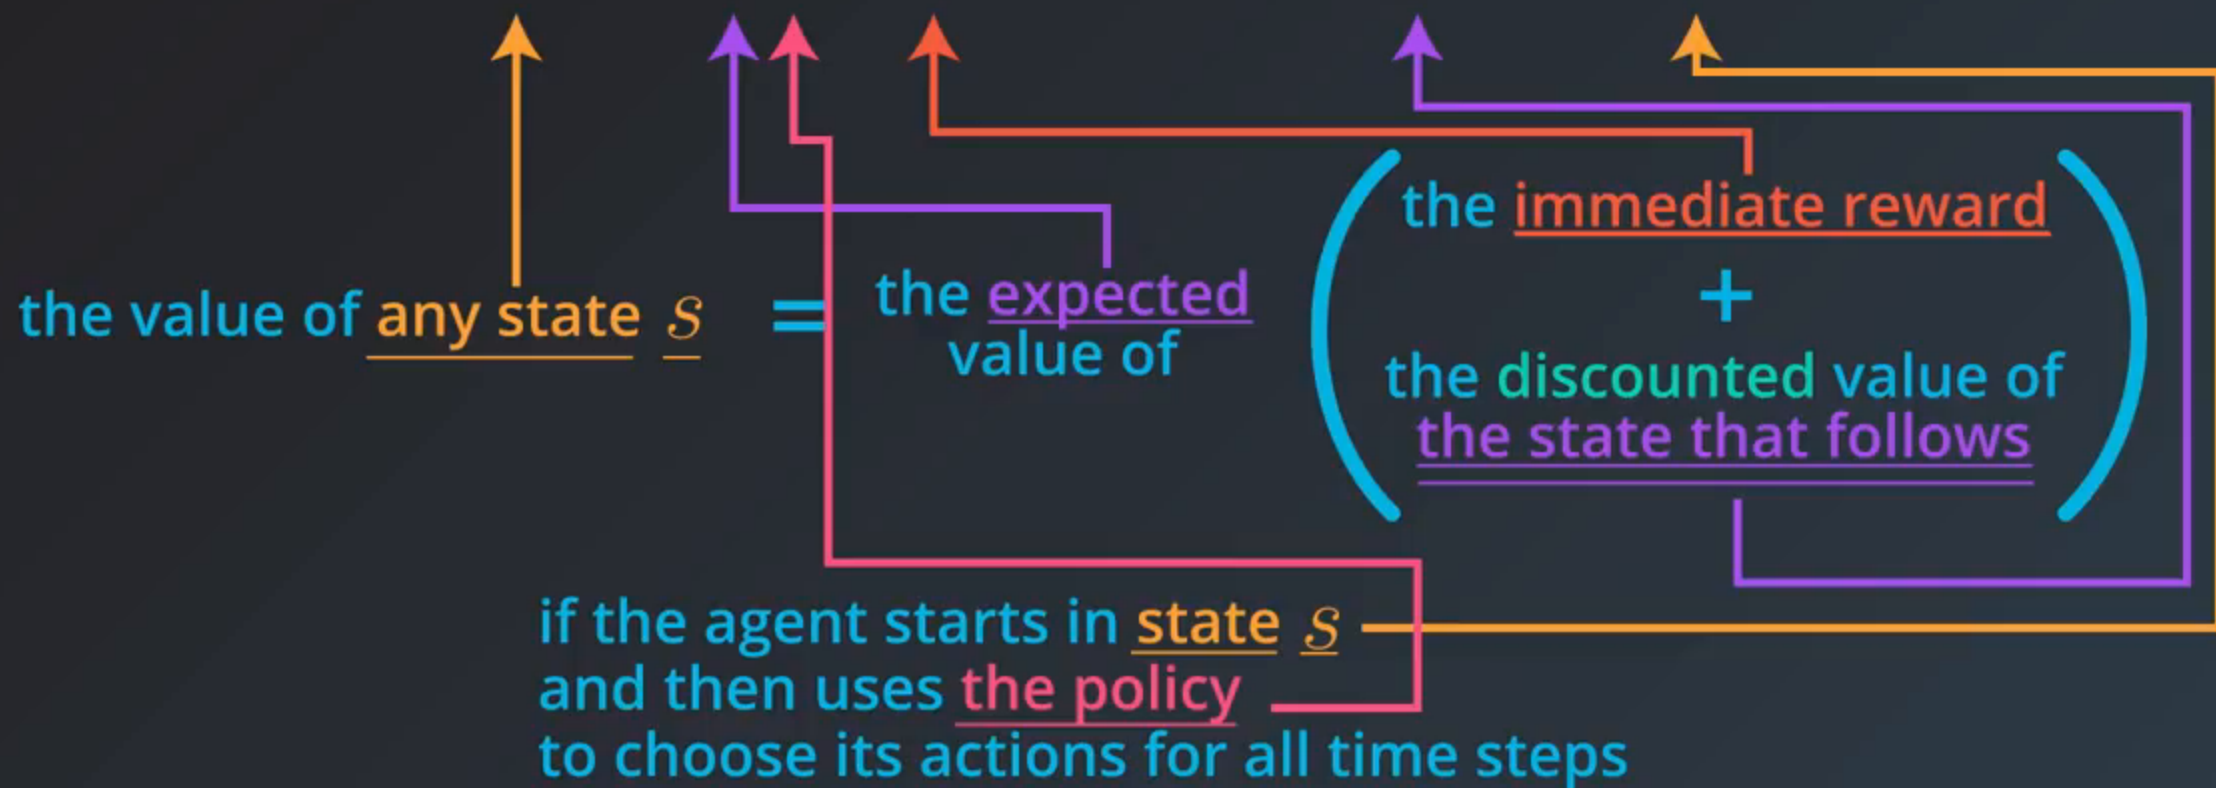 the value of any state s = the expected value of
( the immediate reward
+
the discounted value of
the state that follows )
if the agent starts in state s
and then uses the policy
to choose its actions for all time steps